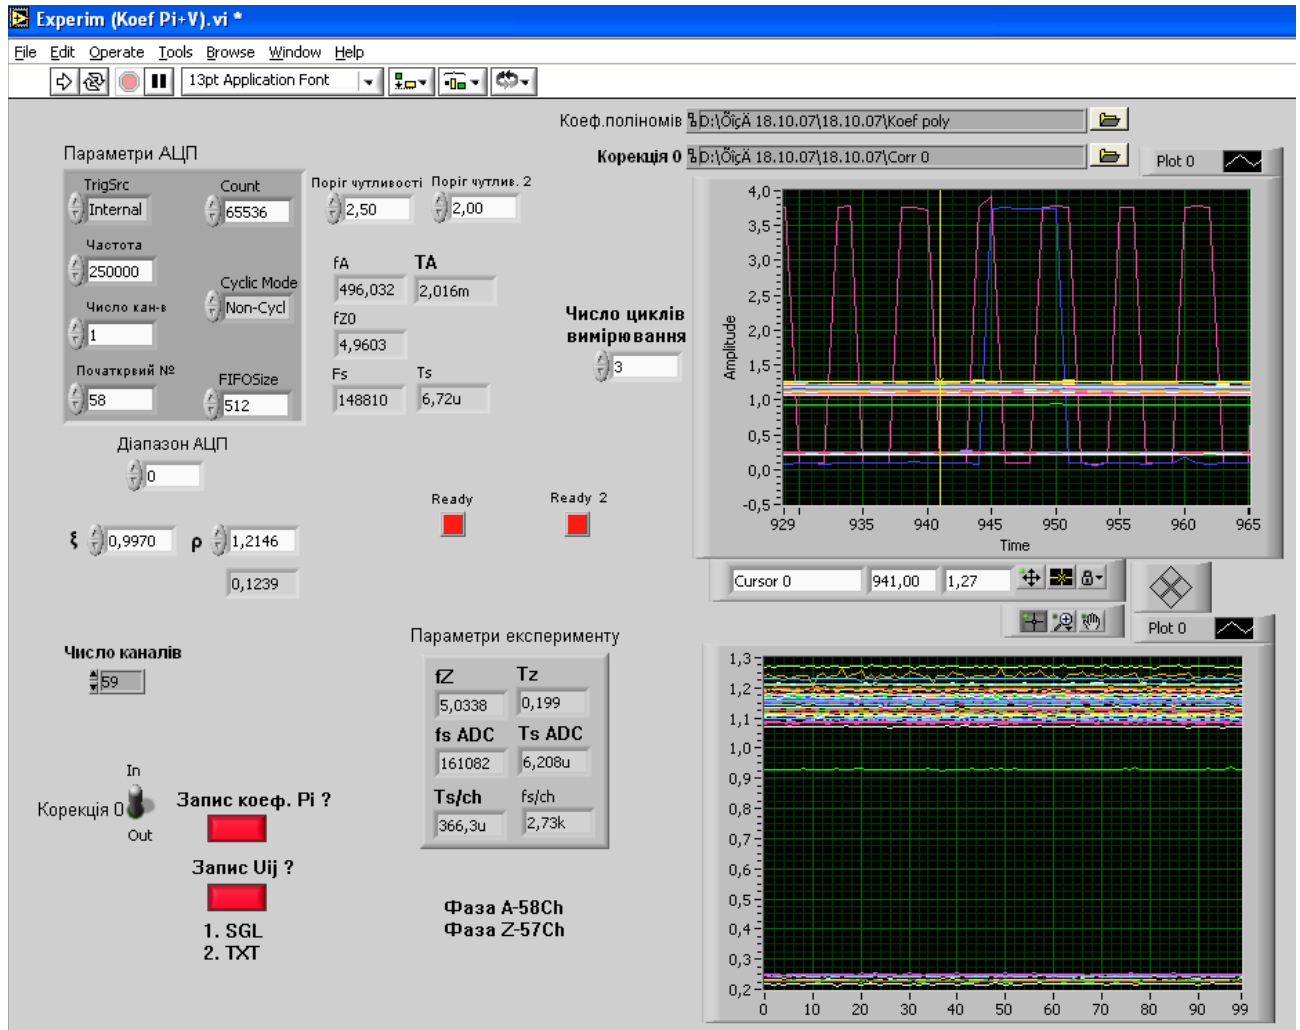 Experim (Koef Pi+V).vi *
File Edit Operate Tools Browse Window Help
13pt Application Font
Коеф.поліномів D:\ÕîçÄ 18.10.07\18.10.07\Koef poly
Корекція 0 D:\ÕîçÄ 18.10.07\18.10.07\Corr 0
Plot 0
Параметри АЦП
TrigSrc
Internal
Count
65536
Частота
250000
Cyclic Mode
Non-Cycl
Число кан-в
1
Початкрвий №
58
FIFOSize
512
Поріг чутливості
2,50
Поріг чутлив. 2
2,00
fA
496,032
TA
2,016m
fZ0
4,9603
Fs
148810
Ts
6,72u
Число циклів
вимірювання
3
Діапазон АЦП
0
ξ 0,9970
ρ 1,2146
0,1239
Ready
Ready 2
Amplitude
4,0
3,5
3,0
2,5
2,0
1,5
1,0
0,5
0,0
-0,5
929 935 940 945 950 955 960 965
Time
Cursor 0 941,00 1,27
Plot 0
Число каналів
59
Параметри експерименту
fZ Tz
5,0338 0,199
fs ADC Ts ADC
161082 6,208u
Ts/ch fs/ch
366,3u 2,73k
In
Корекція 0
Out
Запис коеф. Pi ?
Запис Uij ?
1. SGL
2. TXT
Фаза A-58Ch
Фаза Z-57Ch
1,3
1,2
1,1
1,0
0,9
0,8
0,7
0,6
0,5
0,4
0,3
0,2
0 10 20 30 40 50 60 70 80 90 99